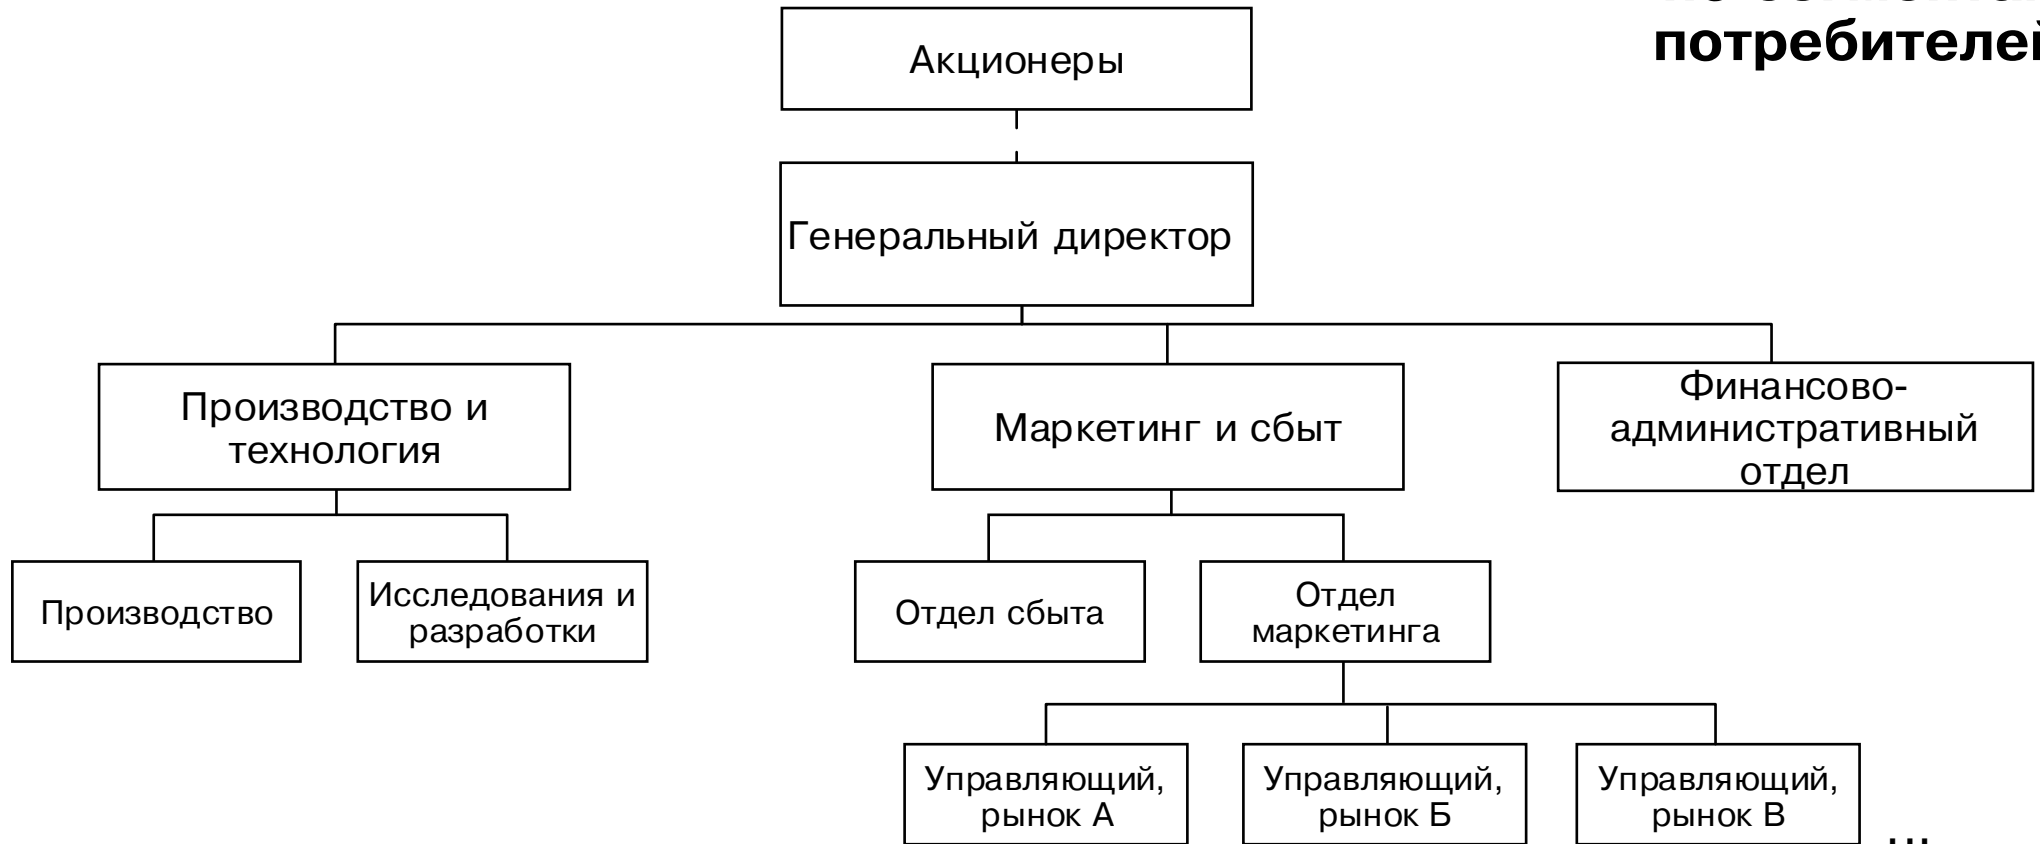 потребителей
Акционеры
Генеральный директор
Производство и
технология
Маркетинг и сбыт
Финансово-
административный
отдел
Производство
Исследования и
разработки
Отдел сбыта
Отдел
маркетинга
Управляющий,
рынок А
Управляющий,
рынок Б
Управляющий,
рынок В
...